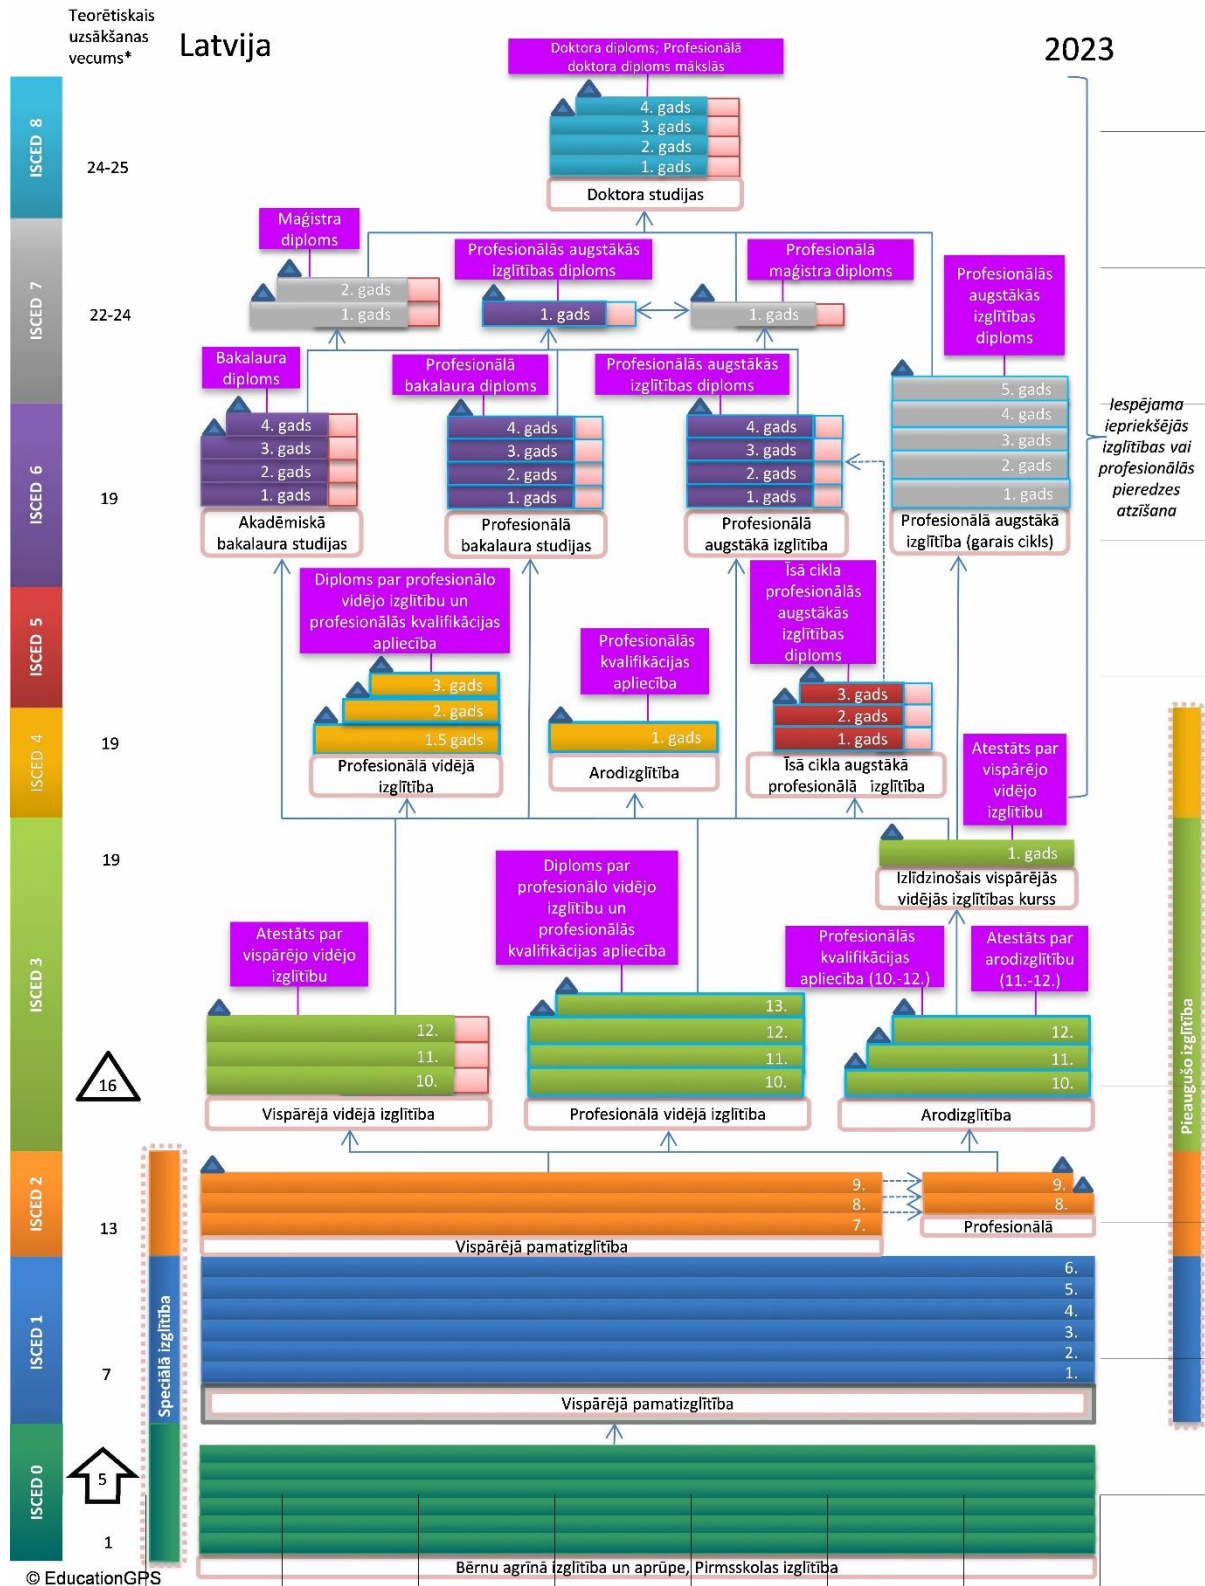 Teorētiskais
uzsākšanas
vecums*
Latvija
2023
Doktora diploms; Profesionālā
doktora diploms mākslās
ISCED 8
24-25
4. gads
3. gads
2. gads
1. gads
Doktora studijas
ISCED 7
22-24
Maģistra
diploms
2. gads
1. gads
Profesionālās augstākās
izglītības diploms
1. gads
Profesionālā
maģistra diploms
1. gads
Profesionālās
augstākās
izglītības
diploms
5. gads
4. gads
3. gads
2. gads
1. gads
Profesionālā augstākā
izglītība (garais cikls)
Iespējama
iepriekšējās
izglītības vai
profesionālās
pieredzes
atzīšana
ISCED 6
19
Bakalaura
diploms
4. gads
3. gads
2. gads
1. gads
Akadēmiskā
bakalaura studijas
Profesionālā
bakalaura diploms
4. gads
3. gads
2. gads
1. gads
Profesionālā
bakalaura studijas
Profesionālās augstākās
izglītības diploms
4. gads
3. gads
2. gads
1. gads
Profesionālā
augstākā izglītība
ISCED 5
ISCED 4
19
Diploms par profesionālo
vidējo izglītību un
profesionālās kvalifikācijas
apliecība
3. gads
2. gads
1.5 gads
Profesionālā vidējā
izglītība
Profesionālās
kvalifikācijas
apliecība
1. gads
Arodizglītība
Īsā cikla
profesionālās
augstākās
izglītības
diploms
3. gads
2. gads
1. gads
Īsā cikla augstākā
profesionālā izglītība
Atestāts par
vispārējo
vidējo
izglītību
1. gads
Izlīdzinošais vispārējās
vidējās izglītības kurss
ISCED 3
19
16
Atestāts par
vispārējo vidējo
izglītību
12.
11.
10.
Vispārējā vidējā izglītība
Diploms par
profesionālo vidējo
izglītību un
profesionālās
kvalifikācijas apliecība
13.
12.
11.
10.
Profesionālā vidējā izglītība
Profesionālās
kvalifikācijas
apliecība (10.-12.)
Atestāts par
arodizglītību
(11.-12.)
12.
11.
10.
Arodizglītība
Pieaugušo izglītība
ISCED 2
13
9.
8.
7.
Vispārējā pamatizglītība
9.
8.
Profesionālā
ISCED 1
7
Speciālā izglītība
6.
5.
4.
3.
2.
1.
Vispārējā pamatizglītība
ISCED 0
5
1
Bērnu agrīnā izglītība un aprūpe, Pirmsskolas izglītība
© EducationGPS